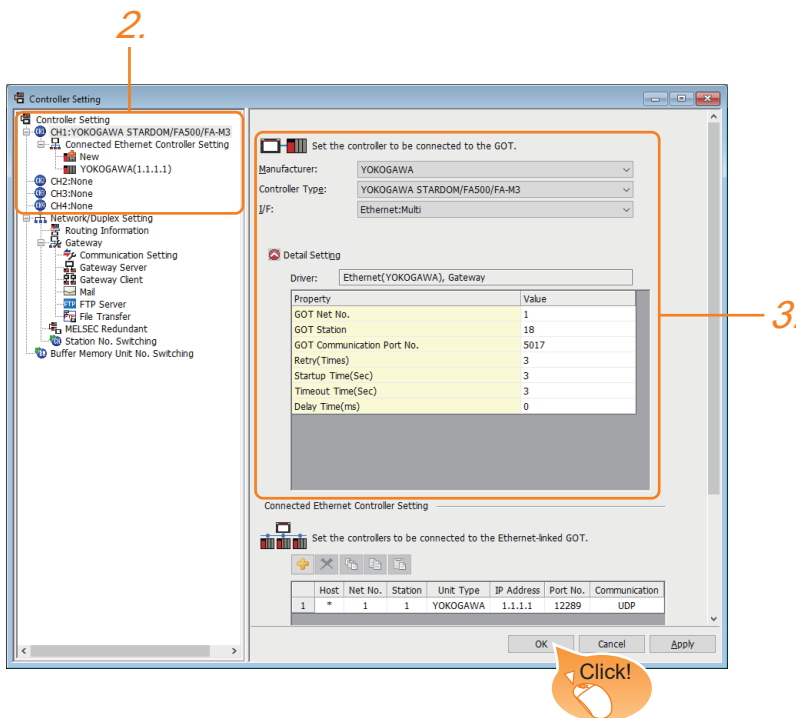 2.
Controller Setting
Controller Setting
CH1:YOKOGAWA STARDOM/FA500/FA-M3
Connected Ethernet Controller Setting
New
YOKOGAWA(1.1.1.1)
CH2:None
CH3:None
CH4:None
Network/Duplex Setting
Routing Information
Gateway
Communication Setting
Gateway Server
Gateway Client
Mail
FTP Server
File Transfer
MELSEC Redundant
Station No. Switching
Buffer Memory Unit No. Switching
Set the controller to be connected to the GOT.
Manufacturer: YOKOGAWA
Controller Type: YOKOGAWA STARDOM/FA500/FA-M3
I/F: Ethernet:Multi
3.
Detail Setting
Driver: Ethernet(YOKOGAWA), Gateway
Property Value
GOT Net No. 1
GOT Station 18
GOT Communication Port No. 5017
Retry(Times) 3
Startup Time(Sec) 3
Timeout Time(Sec) 3
Delay Time(ms) 0
Connected Ethernet Controller Setting
Set the controllers to be connected to the Ethernet-linked GOT.
Host Net No. Station Unit Type IP Address Port No. Communication
1 * 1 1 YOKOGAWA 1.1.1.1 12289 UDP
OK Cancel Apply
Click!